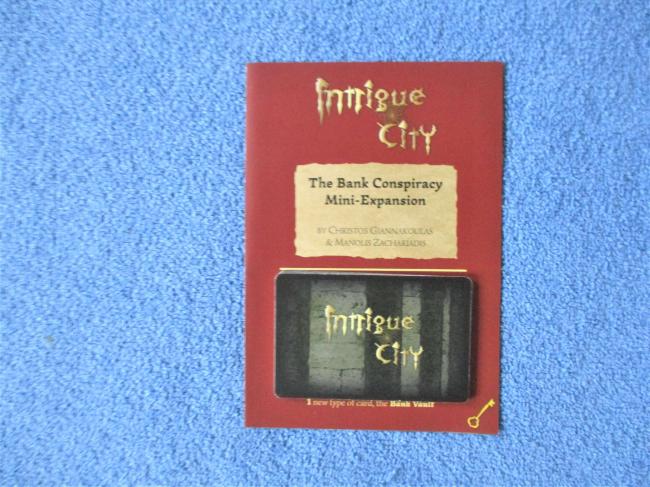 Intrigue
City
The Bank Conspiracy
Mini-Expansion
by Christos Giannakoulas
& Manolis Zachariadis
Intrigue
City
1 new type of card, the Bank Vault